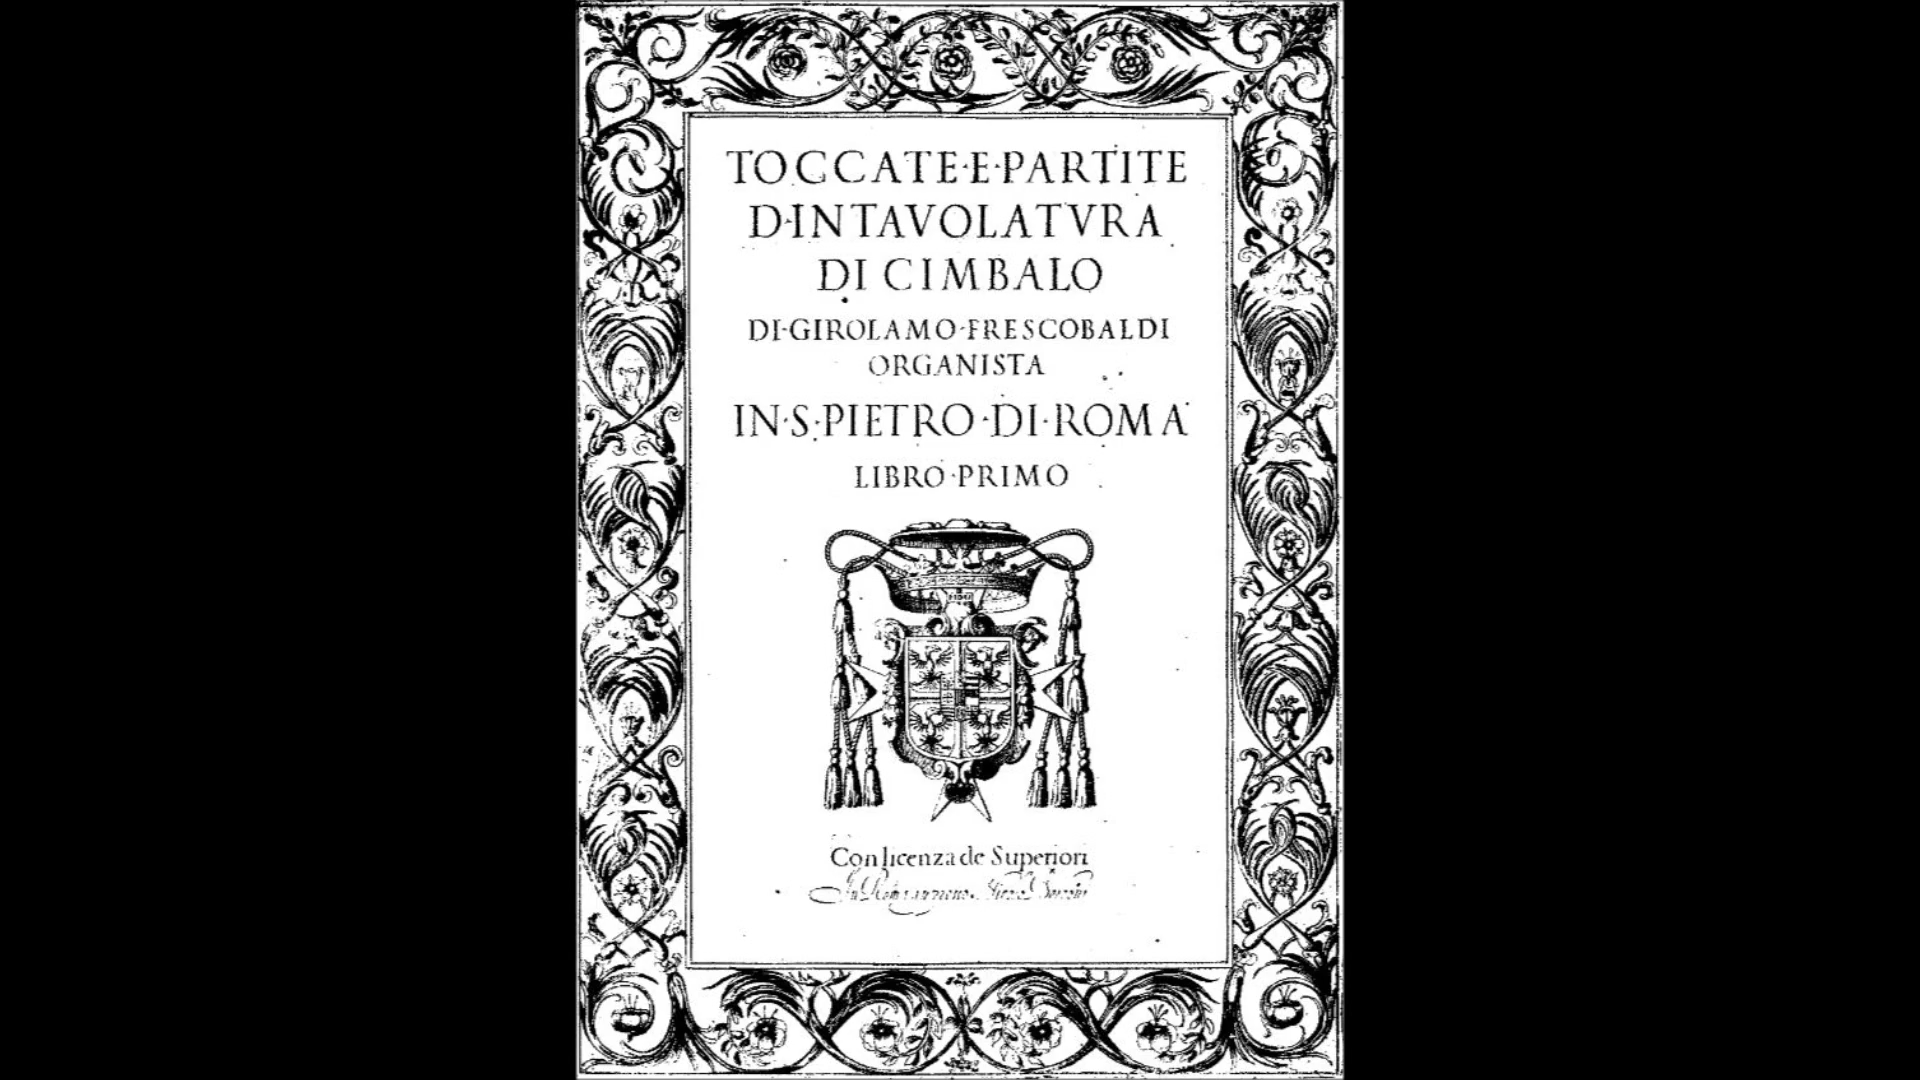 TOCCATE·E·PARTITE
D·INTAVOLATVRA
DI CIMBALO
DI·GIROLAMO·FRESCOBALDI
ORGANISTA
IN·S·PIETRO·DI·ROMA
LIBRO·PRIMO
Con licenza de Superiori